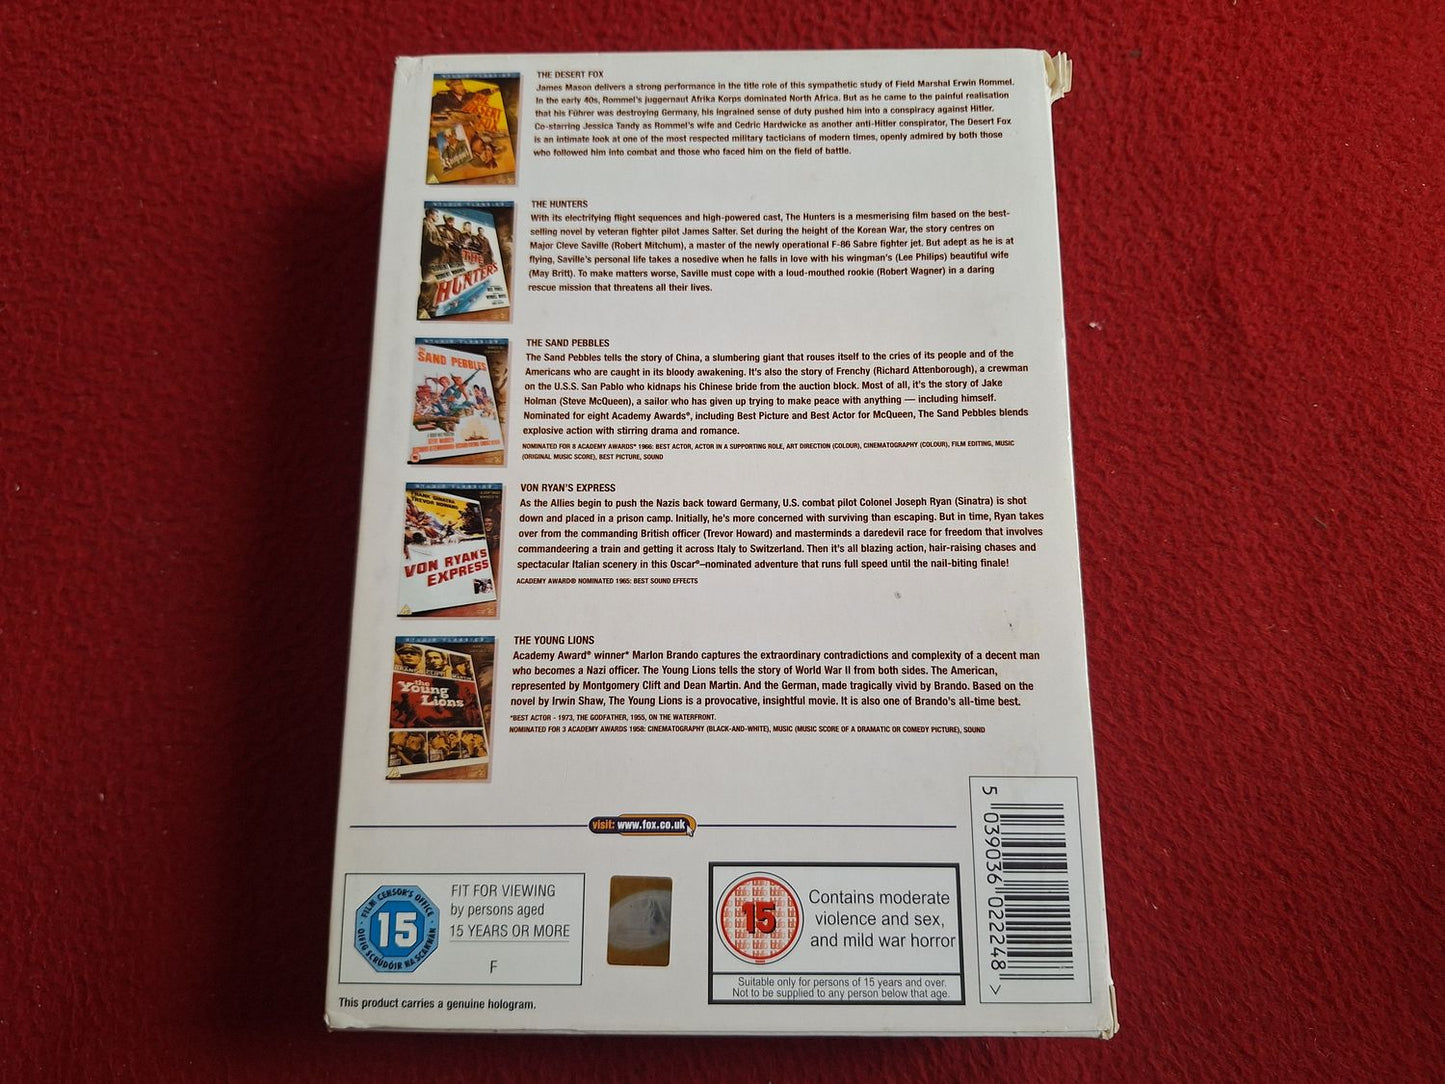 STUDIO CLASSICS
THE DESERT FOX
James Mason delivers a strong performance in the title role of this sympathetic study of Field Marshal Erwin Rommel.
In the early 40s, Rommel's juggernaut Afrika Korps dominated North Africa. But as he came to the painful realisation
that his Führer was destroying Germany, his ingrained sense of duty pushed him into a conspiracy against Hitler.
Co-starring Jessica Tandy as Rommel's wife and Cedric Hardwicke as another anti-Hitler conspirator, The Desert Fox
is an intimate look at one of the most respected military tacticians of modern times, openly admired by both those
who followed him into combat and those who faced him on the field of battle.
STUDIO CLASSICS
THE HUNTERS
THE HUNTERS
With its electrifying flight sequences and high-powered cast, The Hunters is a mesmerising film based on the best-
selling novel by veteran fighter pilot James Salter. Set during the height of the Korean War, the story centres on
Major Cleve Saville (Robert Mitchum), a master of the newly operational F-86 Sabre fighter jet. But adept as he is at
flying, Saville's personal life takes a nosedive when he falls in love with his wingman's (Lee Philips) beautiful wife
(May Britt). To make matters worse, Saville must cope with a loud-mouthed rookie (Robert Wagner) in a daring
rescue mission that threatens all their lives.
STUDIO CLASSICS
THE SAND PEBBLES
THE SAND PEBBLES
The Sand Pebbles tells the story of China, a slumbering giant that rouses itself to the cries of its people and of the
Americans who are caught in its bloody awakening. It's also the story of Frenchy (Richard Attenborough), a crewman
on the U.S.S. San Pablo who kidnaps his Chinese bride from the auction block. Most of all, it's the story of Jake
Holman (Steve McQueen), a sailor who has given up trying to make peace with anything — including himself.
Nominated for eight Academy Awards®, including Best Picture and Best Actor for McQueen, The Sand Pebbles blends
explosive action with stirring drama and romance.
NOMINATED FOR 8 ACADEMY AWARDS® 1966: BEST ACTOR, ACTOR IN A SUPPORTING ROLE, ART DIRECTION (COLOUR), CINEMATOGRAPHY (COLOUR), FILM EDITING, MUSIC
(ORIGINAL MUSIC SCORE), BEST PICTURE, SOUND
STUDIO CLASSICS
FRANK SINATRA
TREVOR HOWARD
VON RYAN'S
EXPRESS
VON RYAN'S EXPRESS
As the Allies begin to push the Nazis back toward Germany, U.S. combat pilot Colonel Joseph Ryan (Sinatra) is shot
down and placed in a prison camp. Initially, he's more concerned with surviving than escaping. But in time, Ryan takes
over from the commanding British officer (Trevor Howard) and masterminds a daredevil race for freedom that involves
commandeering a train and getting it across Italy to Switzerland. Then it's all blazing action, hair-raising chases and
spectacular Italian scenery in this Oscar®–nominated adventure that runs full speed until the nail-biting finale!
ACADEMY AWARD® NOMINATED 1965: BEST SOUND EFFECTS
STUDIO CLASSICS
the
Young
Lions
THE YOUNG LIONS
Academy Award® winner* Marlon Brando captures the extraordinary contradictions and complexity of a decent man
who becomes a Nazi officer. The Young Lions tells the story of World War II from both sides. The American,
represented by Montgomery Clift and Dean Martin. And the German, made tragically vivid by Brando. Based on the
novel by Irwin Shaw, The Young Lions is a provocative, insightful movie. It is also one of Brando's all-time best.
*BEST ACTOR - 1973, THE GODFATHER, 1955, ON THE WATERFRONT.
NOMINATED FOR 3 ACADEMY AWARDS 1958: CINEMATOGRAPHY (BLACK-AND-WHITE), MUSIC (MUSIC SCORE OF A DRAMATIC OR COMEDY PICTURE), SOUND
visit: www.fox.co.uk
FILM CENSOR'S OFFICE
15
OIFIG SCRÚDÓIR NA SCANNÁN
FIT FOR VIEWING
by persons aged
15 YEARS OR MORE
F
This product carries a genuine hologram.
15
Contains moderate
violence and sex,
and mild war horror
Suitable only for persons of 15 years and over.
Not to be supplied to any person below that age.
5 039036 022248 >